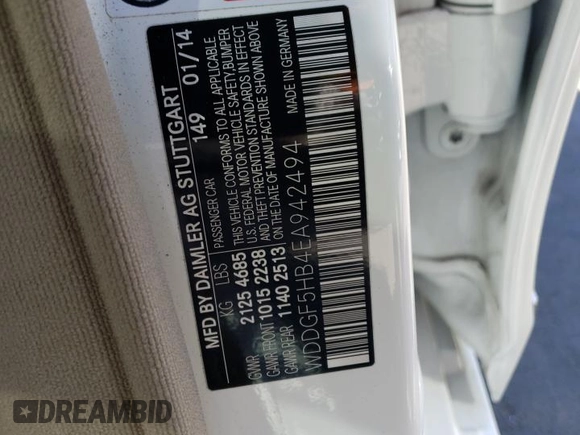 MFD BY DAIMLER AG STUTTGART
149 01/14
PASSENGER CAR
THIS VEHICLE CONFORMS TO ALL APPLICABLE
U.S. FEDERAL MOTOR VEHICLE SAFETY, BUMPER
& THEFT PREVENTION STANDARDS IN EFFECT
ON THE DATE OF MANUFACTURE SHOWN ABOVE
KG LBS
GVWR 2125 4685
GAWR FRONT 1015 2238
GAWR REAR 1140 2513
MADE IN GERMANY
WDDGF5HB4EA942494
DREAMBID